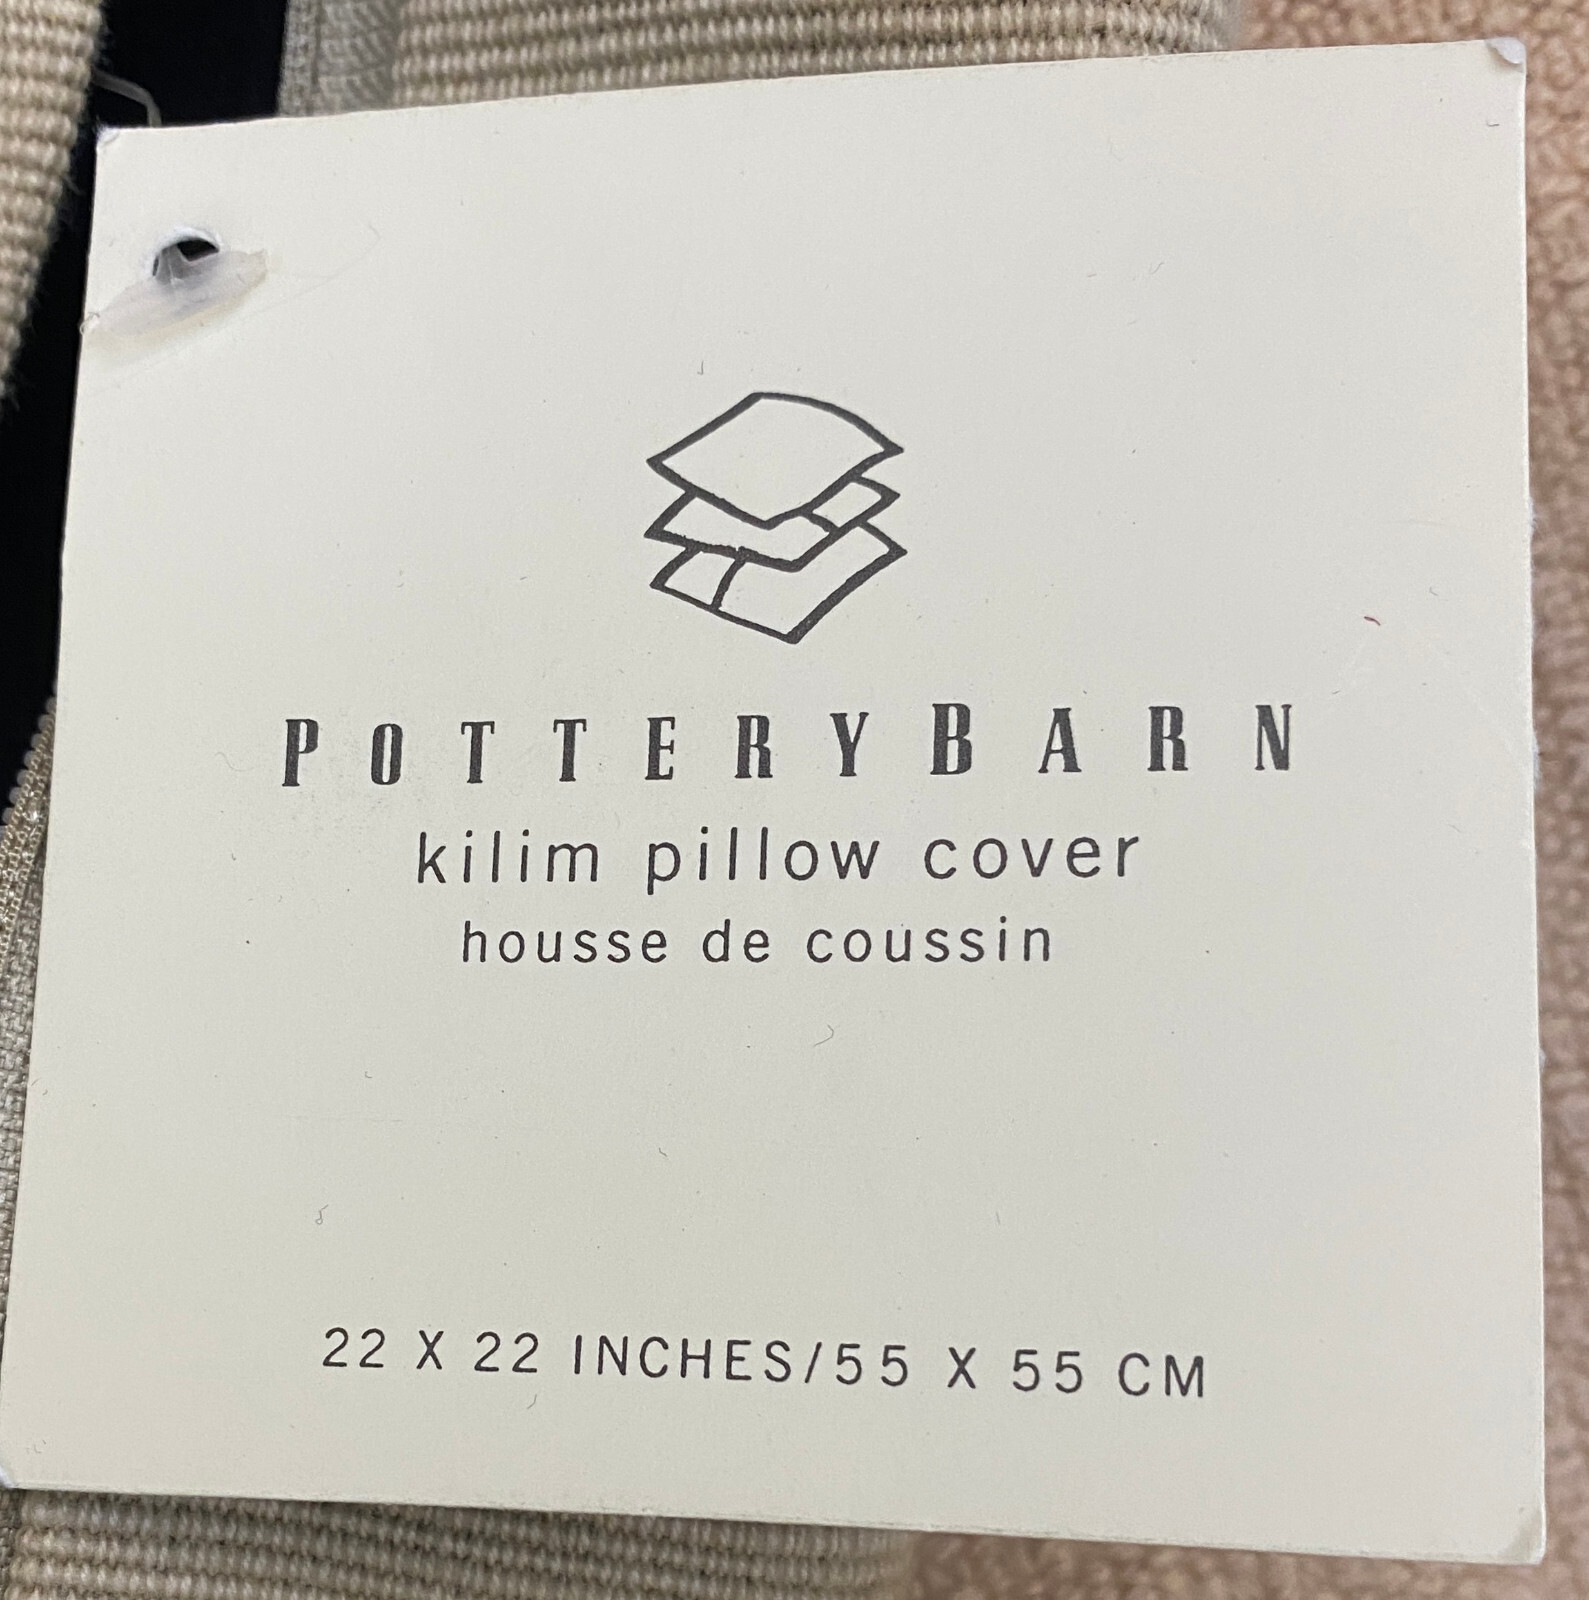 POTTERYBARN
kilim pillow cover
housse de coussin
22 X 22 INCHES/55 X 55 CM